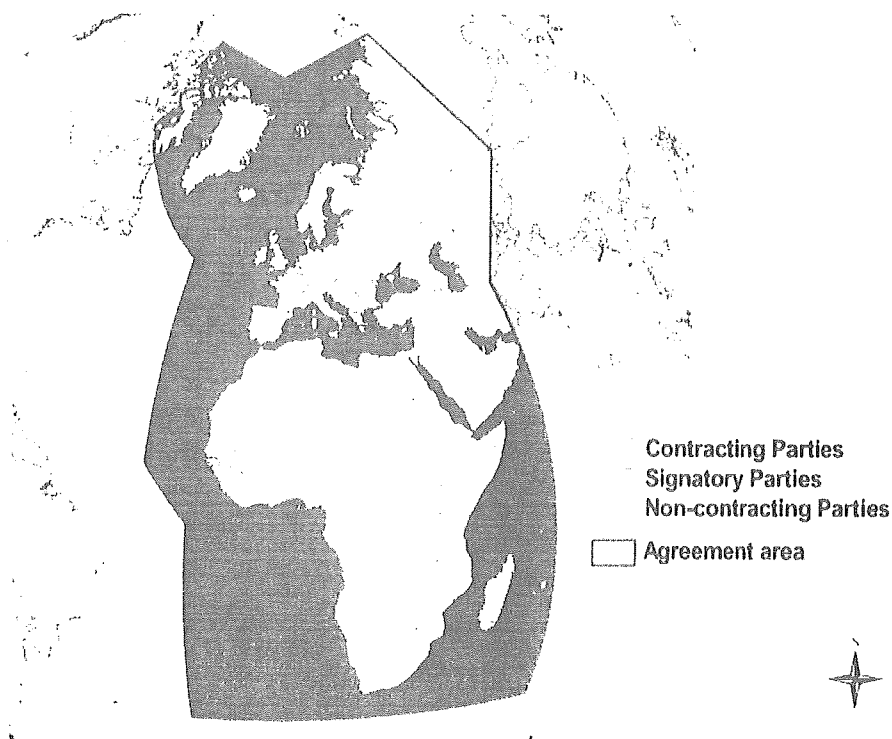 Contracting Parties
Signatory Parties
Non-contracting Parties
Agreement area